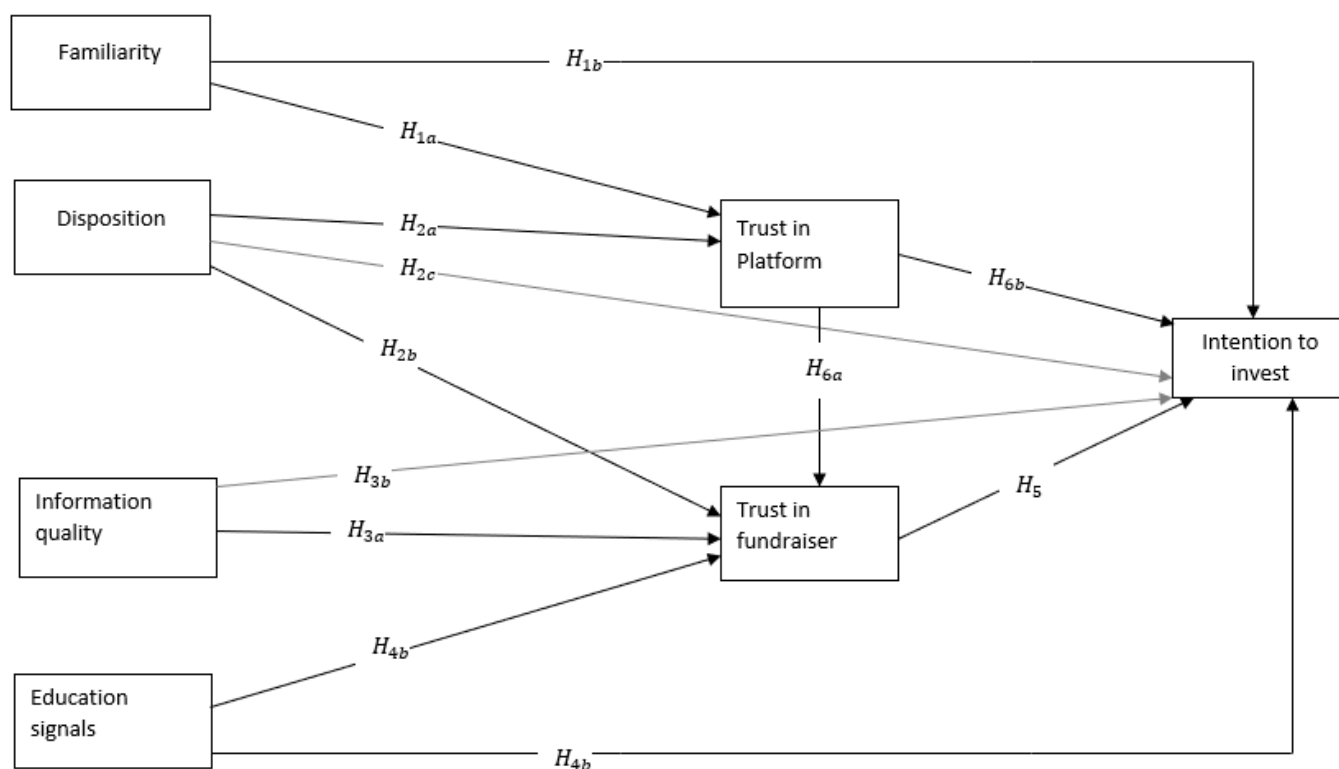 Familiarity
H1b
H1a
Disposition
H2a
H2c
Trust in
Platform
H6b
H2b
H6a
Intention to
invest
Information
quality
H3b
H3a
Trust in
fundraiser
H5
H4b
Education
signals
H4b